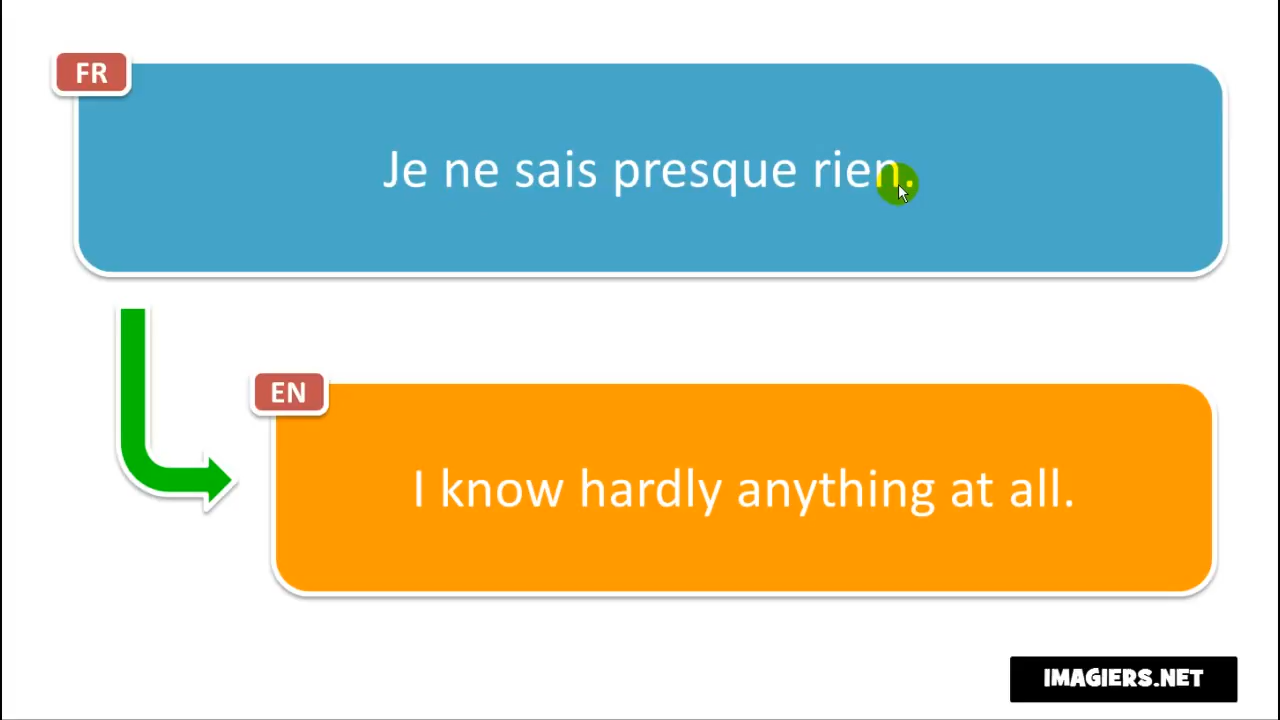 FR
Je ne sais presque rien.
EN
I know hardly anything at all.
IMAGIERS.NET